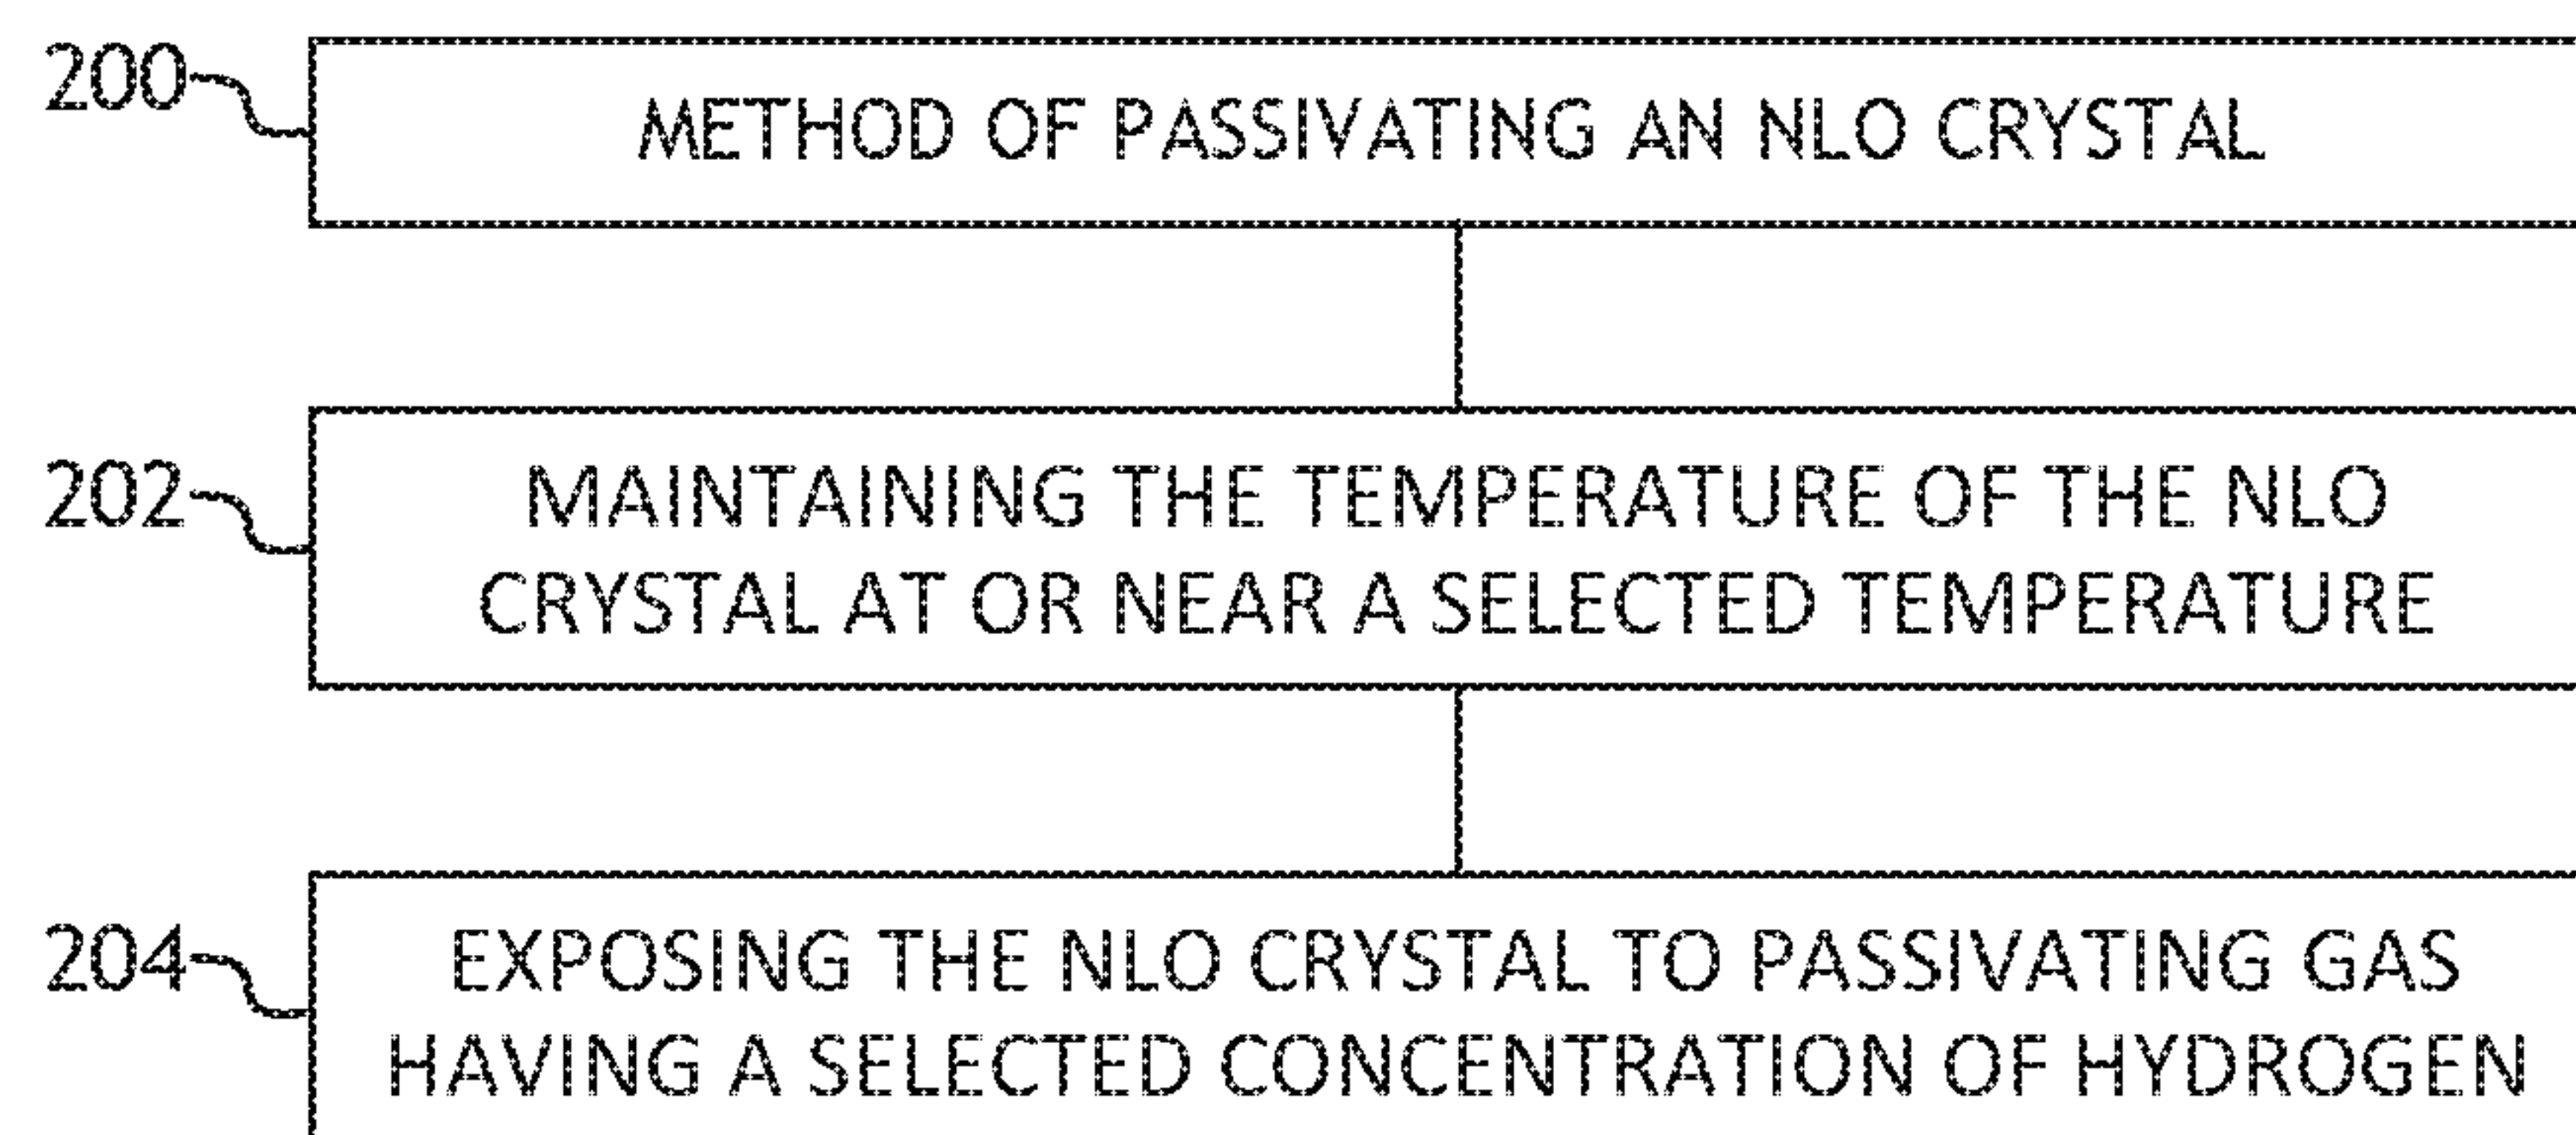 200
METHOD OF PASSIVATING AN NLO CRYSTAL
202
MAINTAINING THE TEMPERATURE OF THE NLO
CRYSTAL AT OR NEAR A SELECTED TEMPERATURE
204
EXPOSING THE NLO CRYSTAL TO PASSIVATING GAS
HAVING A SELECTED CONCENTRATION OF HYDROGEN